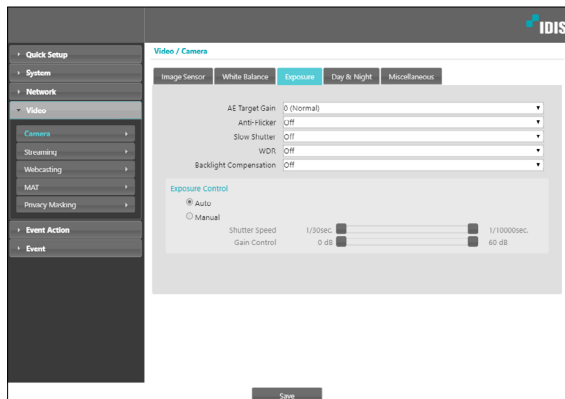 IDIS
Quick Setup
System
Network
Video
Camera
Streaming
Webcasting
MAT
Privacy Masking
Event Action
Event
Video / Camera
Image Sensor White Balance Exposure Day & Night Miscellaneous
AE Target Gain 0 (Normal)
Anti-Flicker Off
Slow Shutter Off
WDR Off
Backlight Compensation Off
Exposure Control
Auto
Manual
Shutter Speed 1/30sec. 1/10000sec.
Gain Control 0 dB 60 dB
Save